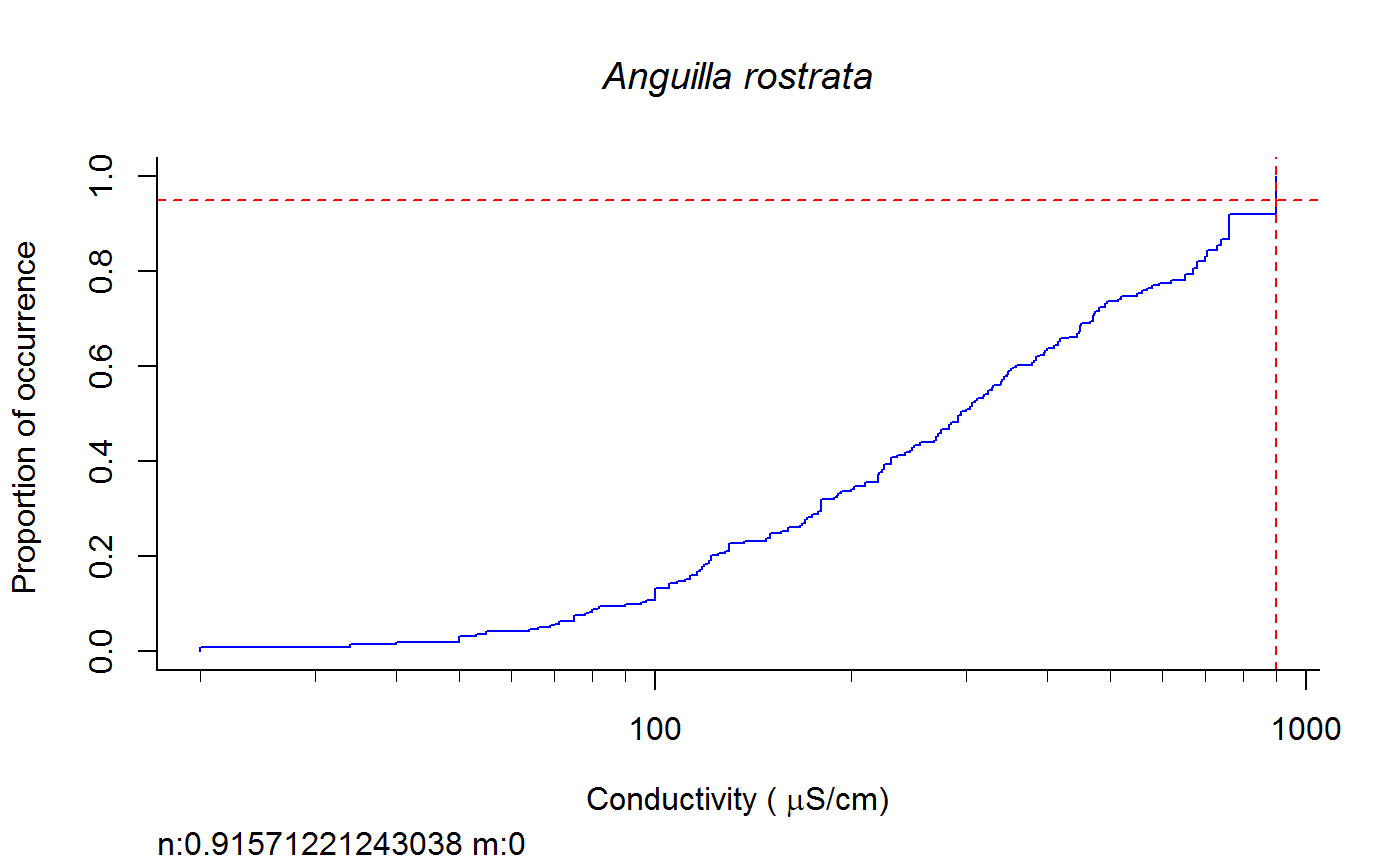 Anguilla rostrata
1.0
0.8
0.6
0.4
0.2
0.0
Proportion of occurrence
100
1000
Conductivity ( μS/cm)
n:0.91571221243038 m:0